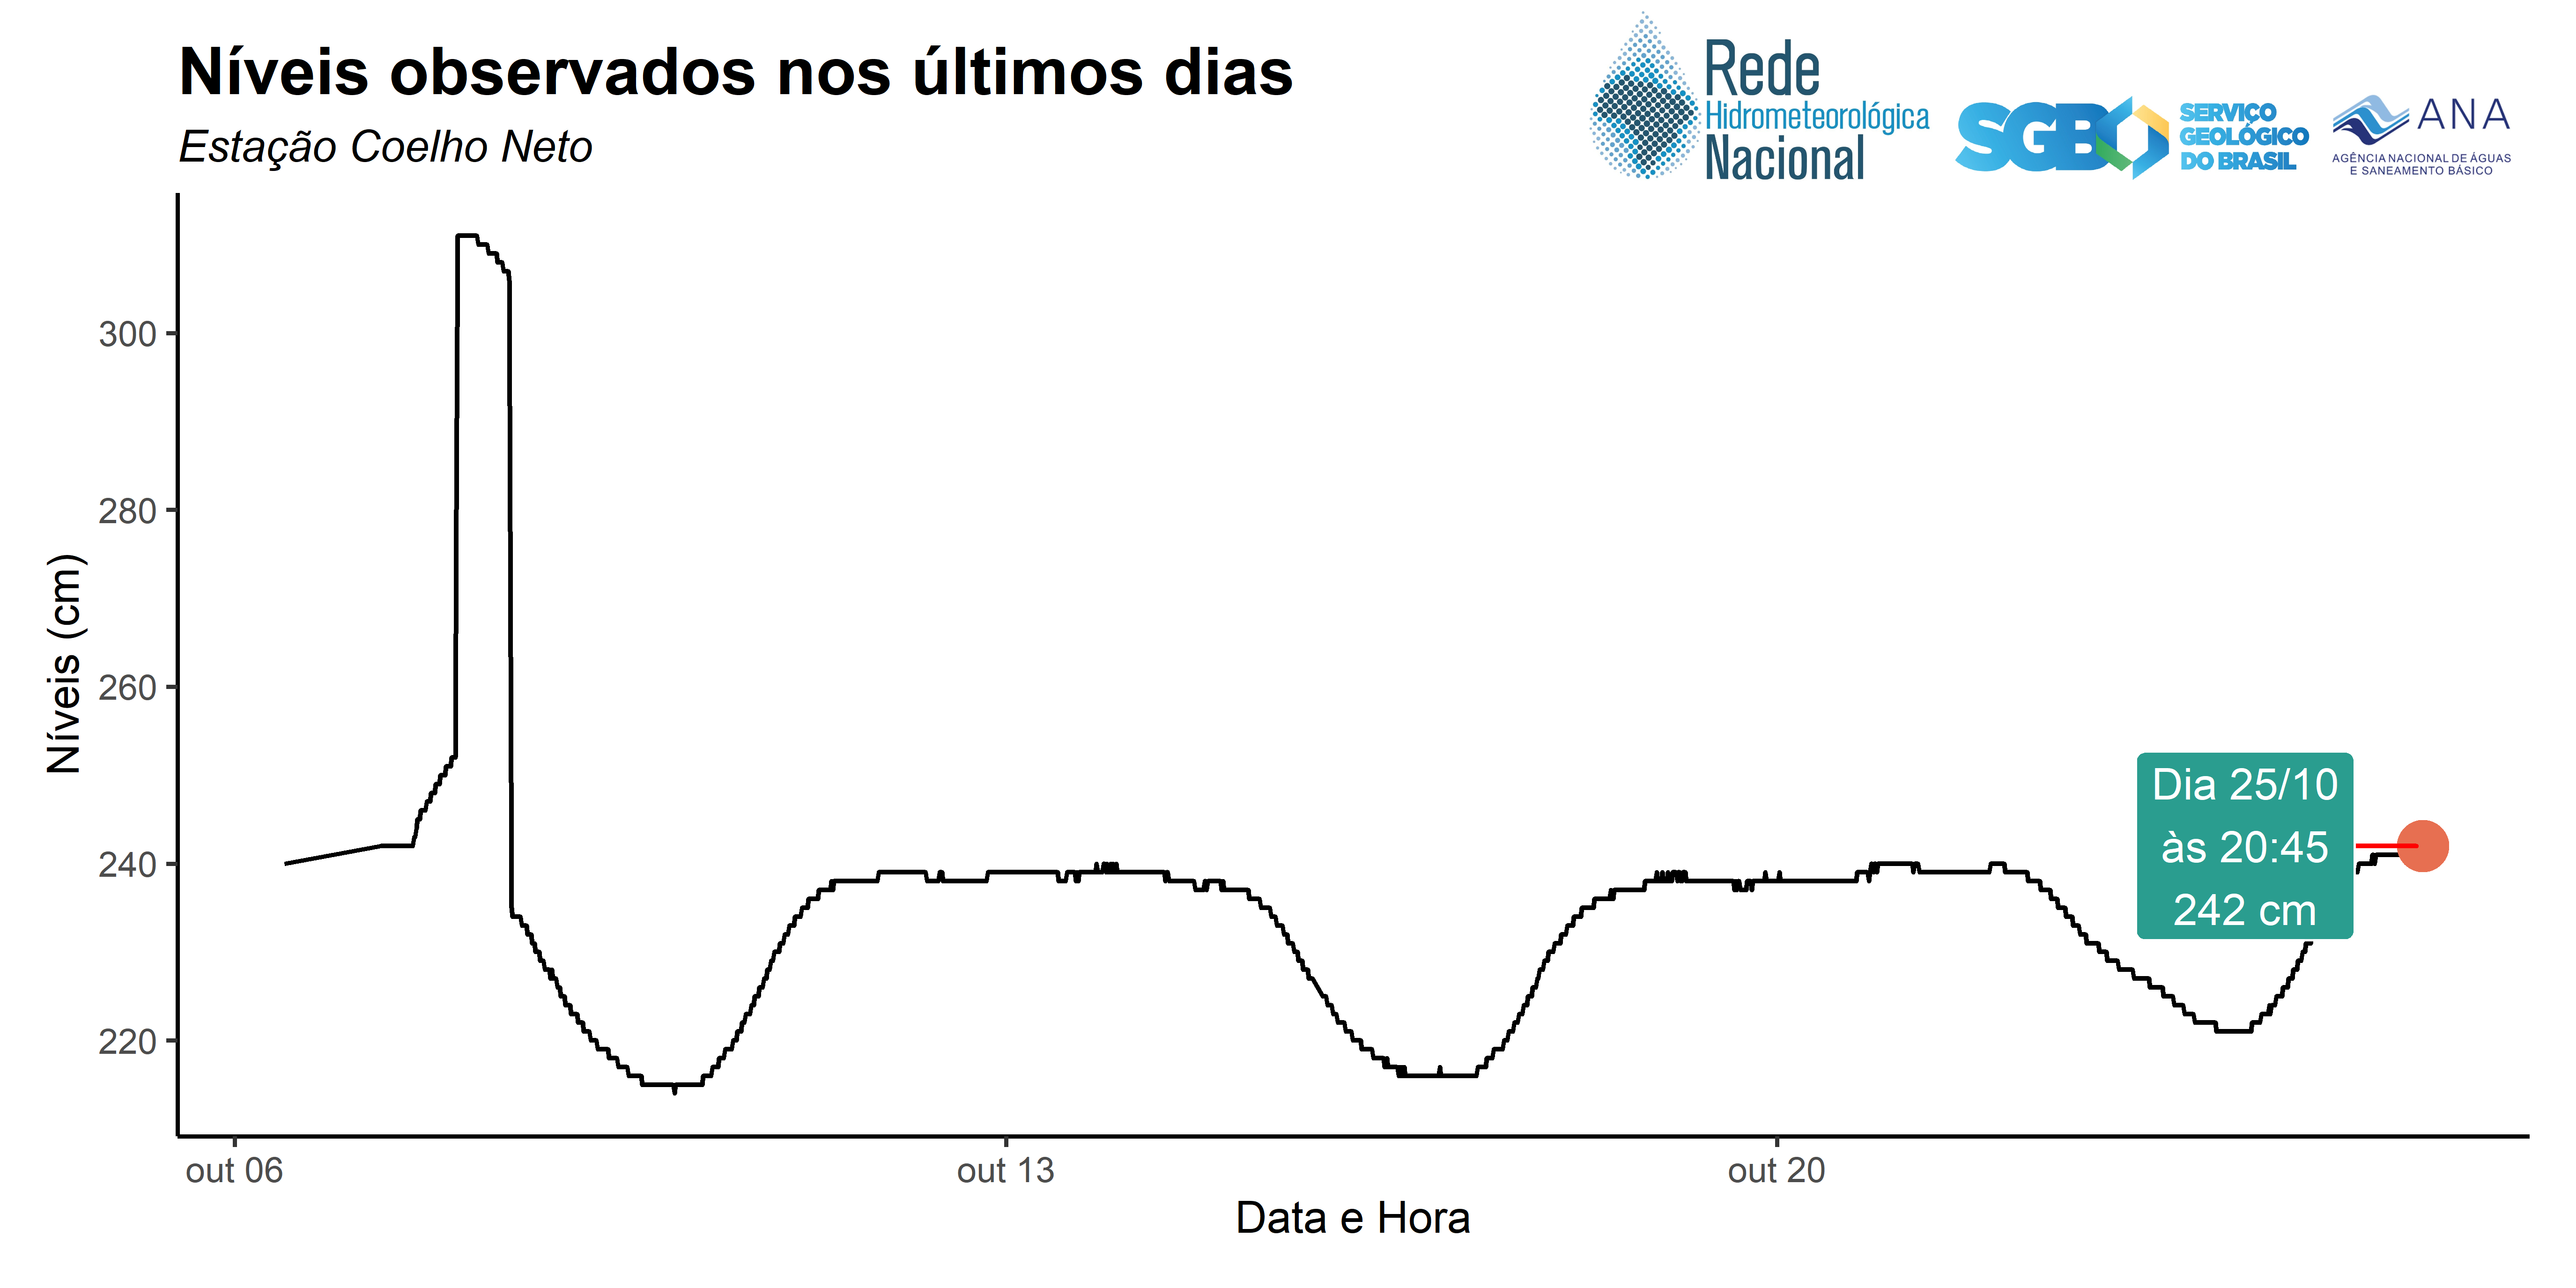 Níveis observados nos últimos dias
Estação Coelho Neto
Rede
Hidrometeorológica
Nacional
SGB
SERVIÇO
GEOLÓGICO
DO BRASIL
ANA
AGÊNCIA NACIONAL DE ÁGUAS
E SANEAMENTO BÁSICO
Níveis (cm)
300
280
260
240
220
Dia 25/10
às 20:45
242 cm
out 06
out 13
out 20
Data e Hora